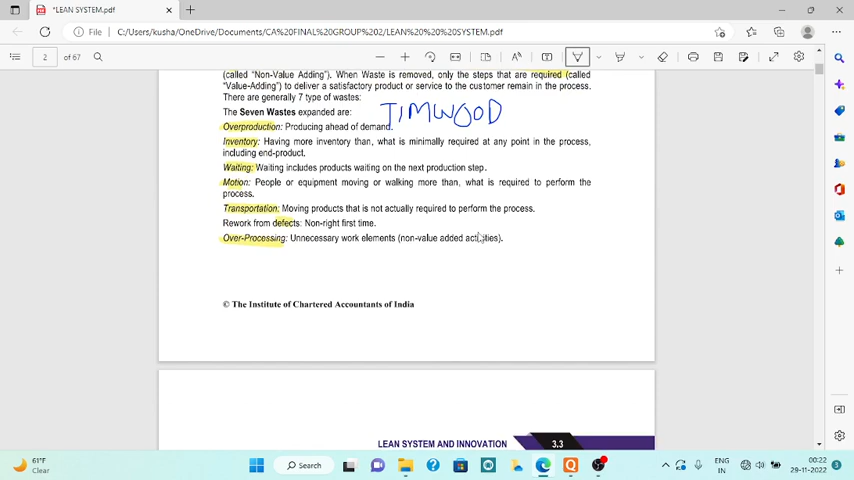 *LEAN SYSTEM.pdf
File
C:/Users/kusha/OneDrive/Documents/CA%20FINAL%20GROUP%202/LEAN%20%20%20SYSTEM.pdf
2 of 67
(called "Non-Value Adding"). When Waste is removed, only the steps that are required (called
"Value-Adding") to deliver a satisfactory product or service to the customer remain in the process.
There are generally 7 type of wastes:
TIMWOOD
The Seven Wastes expanded are:
Overproduction: Producing ahead of demand.
Inventory: Having more inventory than, what is minimally required at any point in the process,
including end-product.
Waiting: Waiting includes products waiting on the next production step.
Motion: People or equipment moving or walking more than, what is required to perform the
process.
Transportation: Moving products that is not actually required to perform the process.
Rework from defects: Non-right first time.
Over-Processing: Unnecessary work elements (non-value added activities).
© The Institute of Chartered Accountants of India
LEAN SYSTEM AND INNOVATION 3.3
61°F
Clear
Search
ENG
IN
00:22
29-11-2022